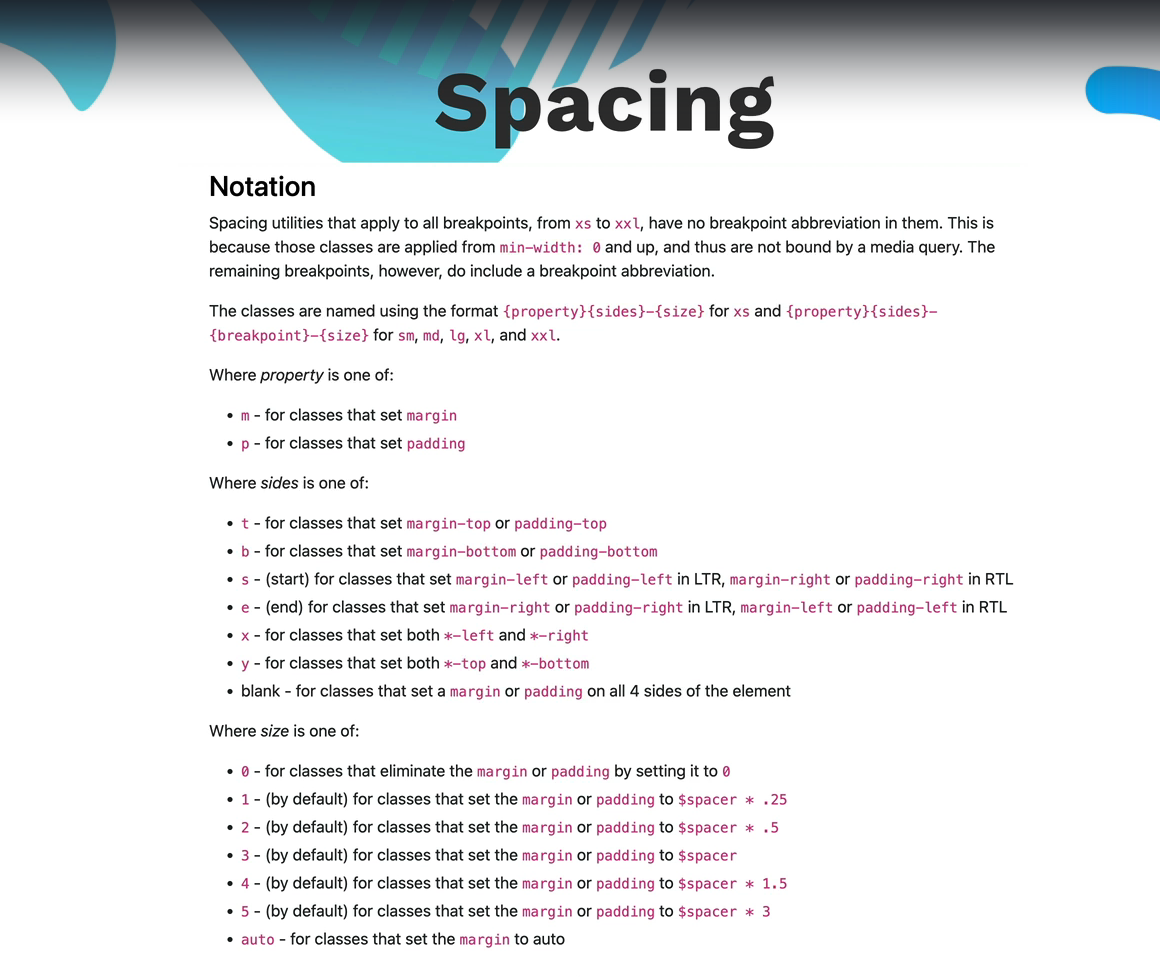 Spacing
Notation
Spacing utilities that apply to all breakpoints, from xs to xxl, have no breakpoint abbreviation in them. This is
because those classes are applied from min-width: 0 and up, and thus are not bound by a media query. The
remaining breakpoints, however, do include a breakpoint abbreviation.
The classes are named using the format {property}{sides}-{size} for xs and {property}{sides}-
{breakpoint}-{size} for sm, md, lg, xl, and xxl.
Where property is one of:
• m - for classes that set margin
• p - for classes that set padding
Where sides is one of:
• t - for classes that set margin-top or padding-top
• b - for classes that set margin-bottom or padding-bottom
• s - (start) for classes that set margin-left or padding-left in LTR, margin-right or padding-right in RTL
• e - (end) for classes that set margin-right or padding-right in LTR, margin-left or padding-left in RTL
• x - for classes that set both *-left and *-right
• y - for classes that set both *-top and *-bottom
• blank - for classes that set a margin or padding on all 4 sides of the element
Where size is one of:
• 0 - for classes that eliminate the margin or padding by setting it to 0
• 1 - (by default) for classes that set the margin or padding to $spacer * .25
• 2 - (by default) for classes that set the margin or padding to $spacer * .5
• 3 - (by default) for classes that set the margin or padding to $spacer
• 4 - (by default) for classes that set the margin or padding to $spacer * 1.5
• 5 - (by default) for classes that set the margin or padding to $spacer * 3
• auto - for classes that set the margin to auto